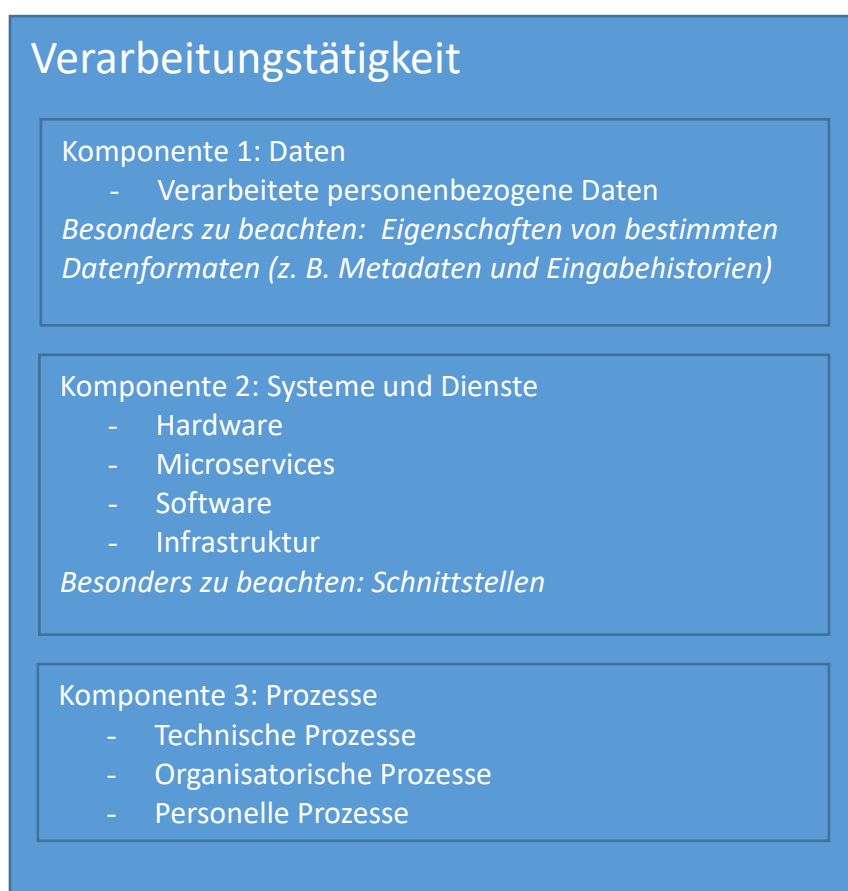 Verarbeitungstätigkeit
Komponente 1: Daten
- Verarbeitete personenbezogene Daten
Besonders zu beachten: Eigenschaften von bestimmten
Datenformaten (z. B. Metadaten und Eingabehistorien)
Komponente 2: Systeme und Dienste
- Hardware
- Microservices
- Software
- Infrastruktur
Besonders zu beachten: Schnittstellen
Komponente 3: Prozesse
- Technische Prozesse
- Organisatorische Prozesse
- Personelle Prozesse